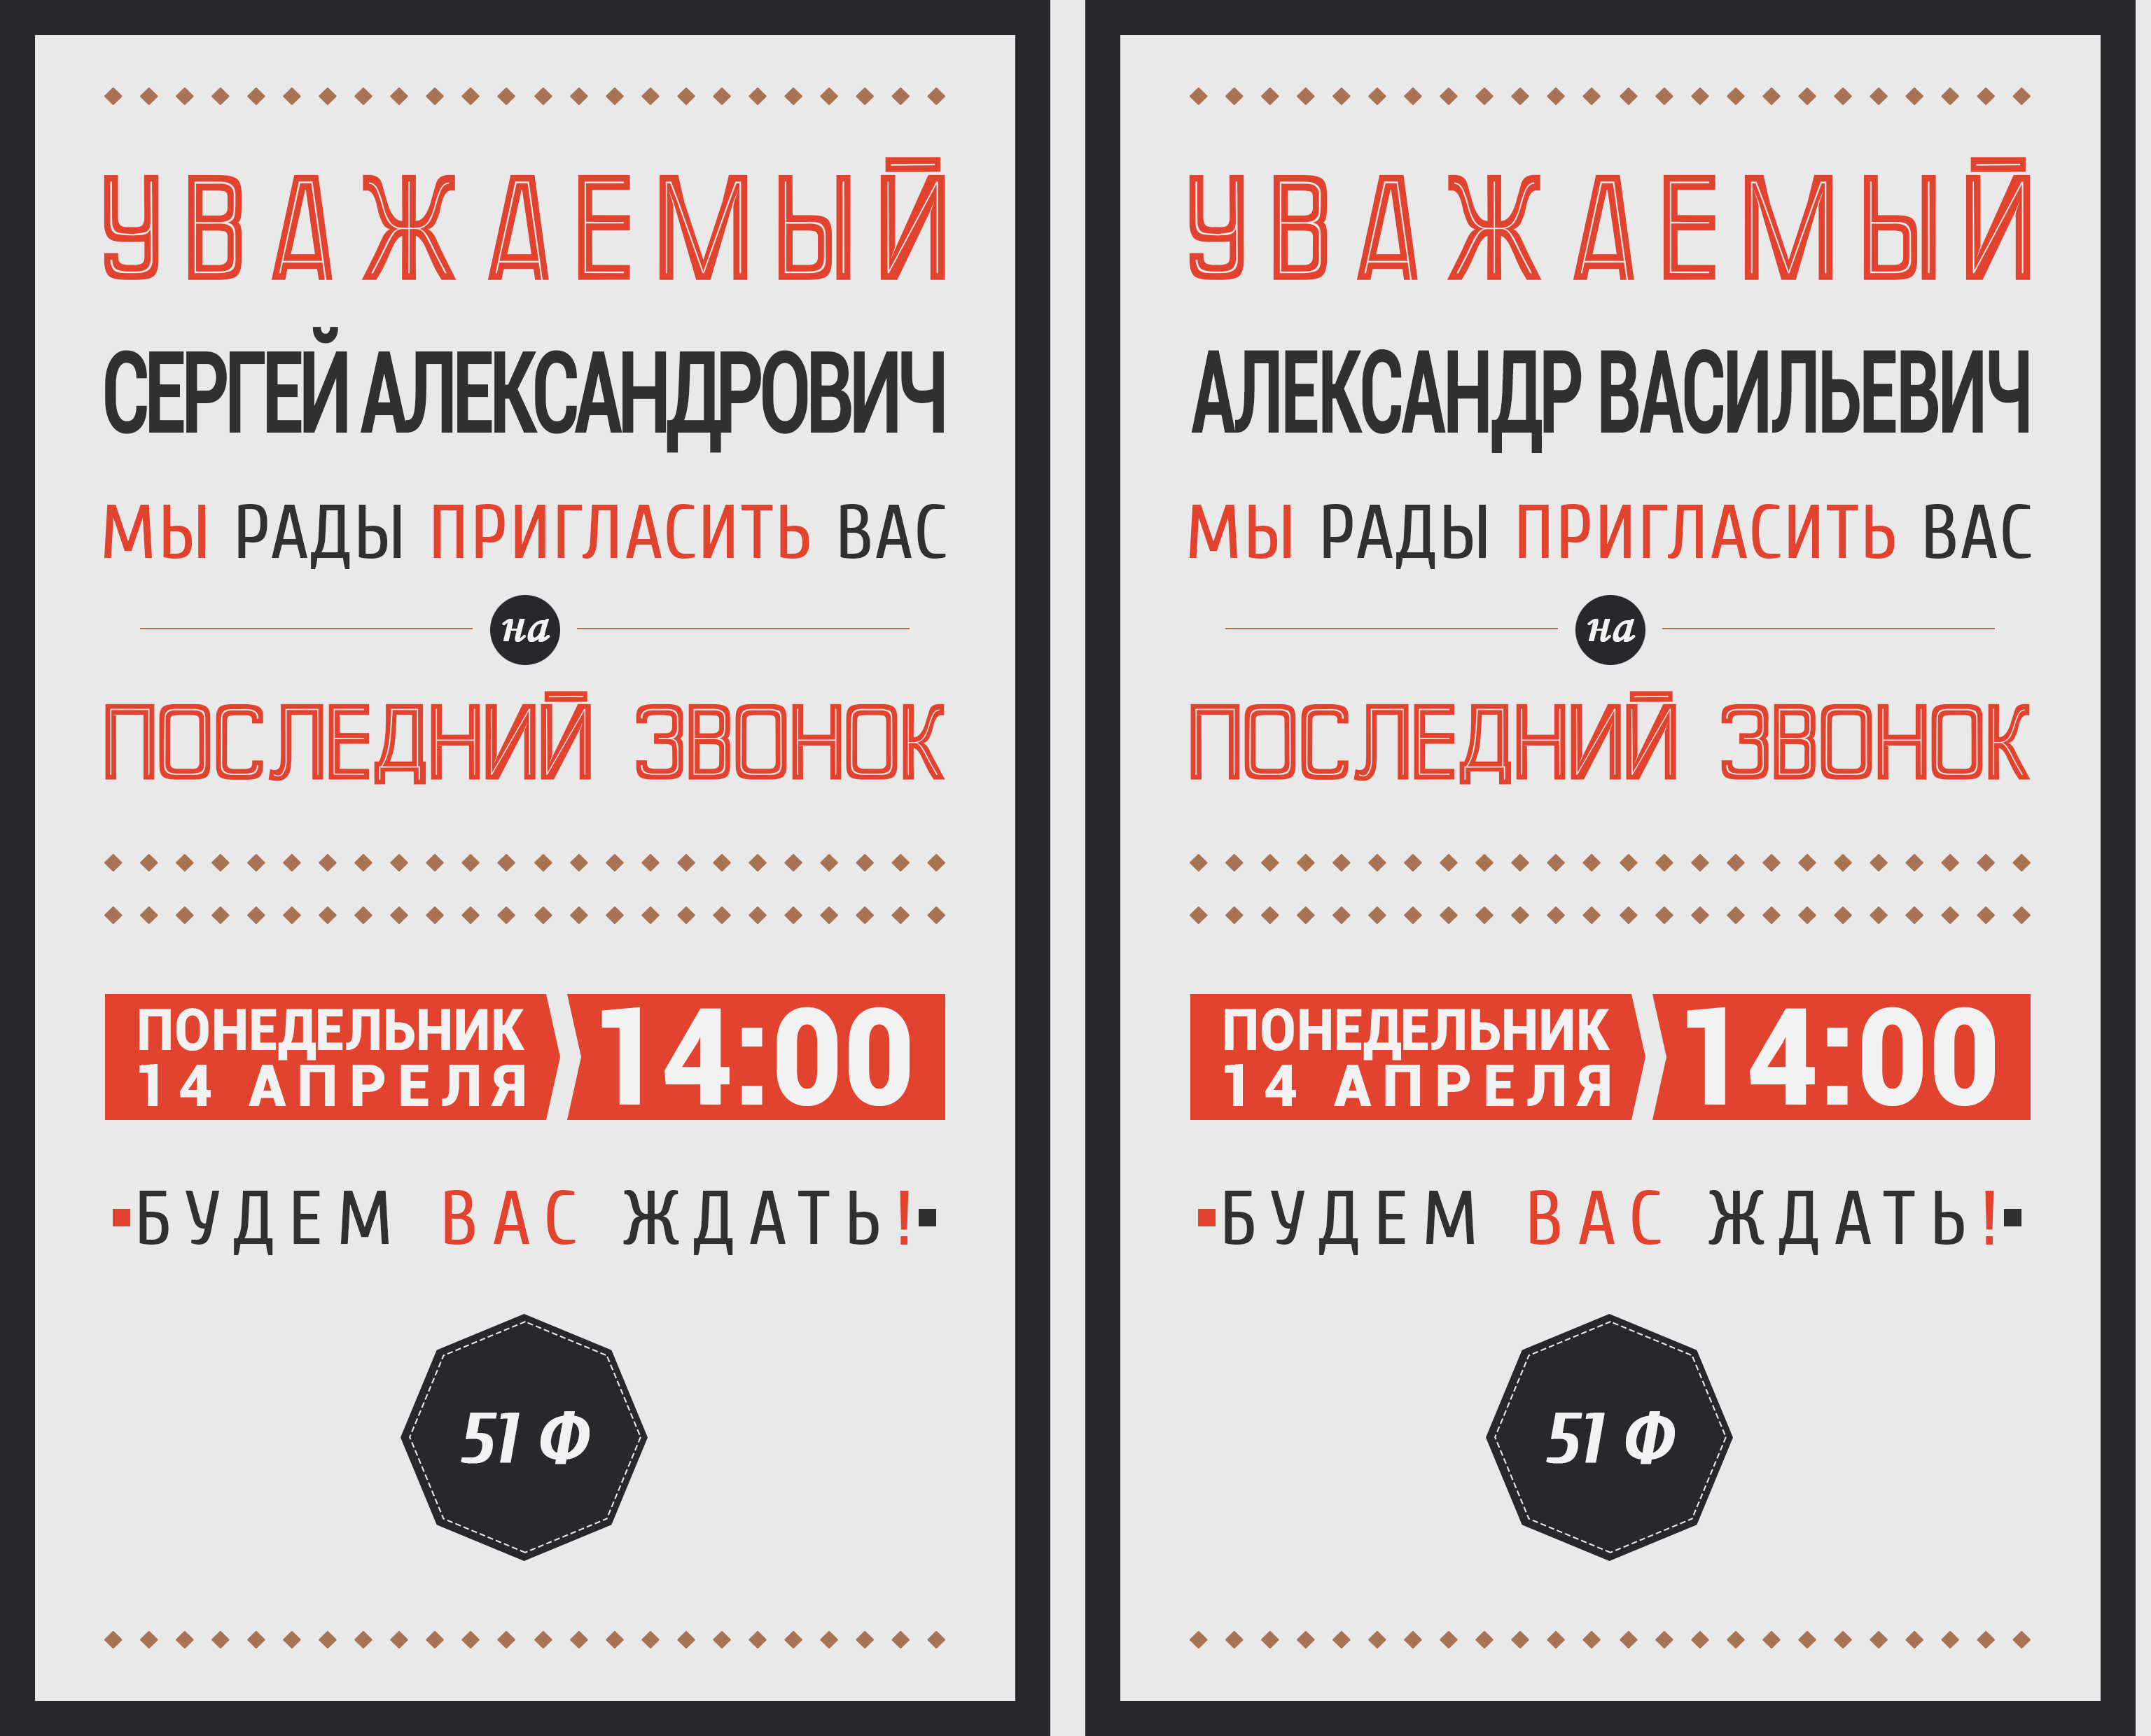 УВАЖАЕМЫЙ
СЕРГЕЙ АЛЕКСАНДРОВИЧ
МЫ РАДЫ ПРИГЛАСИТЬ ВАС
на
ПОСЛЕДНИЙ ЗВОНОК
ПОНЕДЕЛЬНИК
14 АПРЕЛЯ
14:00
БУДЕМ ВАС ЖДАТЬ!
51 Ф
УВАЖАЕМЫЙ
АЛЕКСАНДР ВАСИЛЬЕВИЧ
МЫ РАДЫ ПРИГЛАСИТЬ ВАС
на
ПОСЛЕДНИЙ ЗВОНОК
ПОНЕДЕЛЬНИК
14 АПРЕЛЯ
14:00
БУДЕМ ВАС ЖДАТЬ!
51 Ф